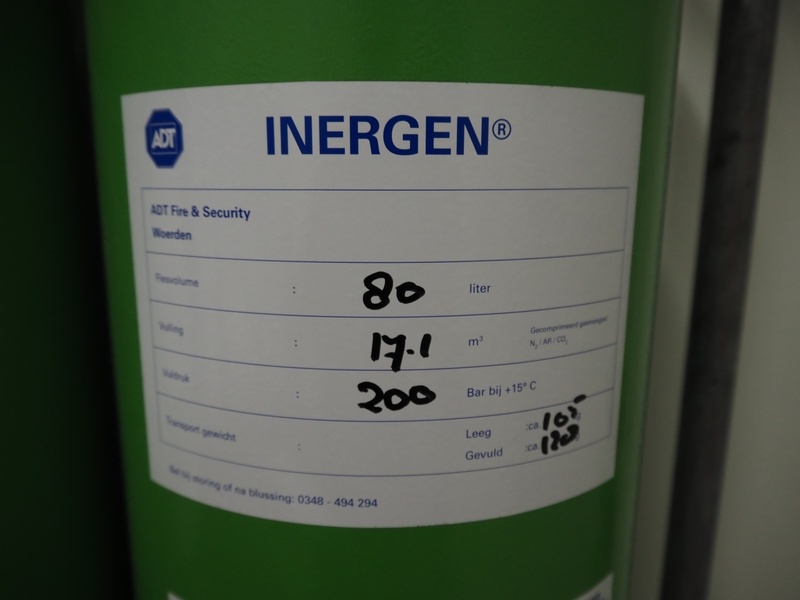 ADT
INERGEN®
ADT Fire & Security
Woerden
Flesvolume : 80 liter
Vulling : 17.1 m³ Gecomprimeerd gasmengsel
N₂ / AR / CO₂
Vuldruk : 200 Bar bij +15° C
Transport gewicht : Leeg :ca. 105
Gevuld :ca.
Bel bij storing of na blussing: 0348 - 494 294